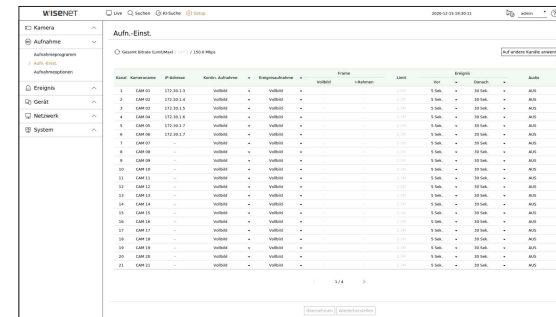 WISENET
Live Suchen AI-Suche Setup 2020-12-15 19:30:11 admin
Kamera
Aufnahme
Aufnahmeprogramm
Aufn.-Einst.
Aufnahmeoptionen
Ereignis
Gerät
Netzwerk
System
Aufn.-Einst.
Gesamt Bitrate (Limit/Max) / 159.9 Mbps
Auf andere Kanäle anwend
Kanal Kameraname IP-Adresse Kontin. Aufnahme Ereignisaufnahme Frame Limit Ereignis Audio
Vollbild I-Rahmen Vor Danach
1 CAM 01 172.30.1.3 Vollbild Vollbild 5 Sek. 30 Sek. AUS
2 CAM 02 172.30.1.4 Vollbild Vollbild 5 Sek. 30 Sek. AUS
3 CAM 03 172.30.1.5 Vollbild Vollbild 5 Sek. 30 Sek. AUS
4 CAM 04 172.30.1.6 Vollbild Vollbild 5 Sek. 30 Sek. AUS
5 CAM 05 172.30.1.7 Vollbild Vollbild 5 Sek. 30 Sek. AUS
6 CAM 06 172.30.1.7 Vollbild Vollbild 5 Sek. 30 Sek. AUS
7 CAM 07 Vollbild Vollbild 5 Sek. 30 Sek. AUS
8 CAM 08 Vollbild Vollbild 5 Sek. 30 Sek. AUS
9 CAM 09 Vollbild Vollbild 5 Sek. 30 Sek. AUS
10 CAM 10 Vollbild Vollbild 5 Sek. 30 Sek. AUS
11 CAM 11 Vollbild Vollbild 5 Sek. 30 Sek. AUS
12 CAM 12 Vollbild Vollbild 5 Sek. 30 Sek. AUS
13 CAM 13 Vollbild Vollbild 5 Sek. 30 Sek. AUS
14 CAM 14 Vollbild Vollbild 5 Sek. 30 Sek. AUS
15 CAM 15 Vollbild Vollbild 5 Sek. 30 Sek. AUS
16 CAM 16 Vollbild Vollbild 5 Sek. 30 Sek. AUS
17 CAM 17 Vollbild Vollbild 5 Sek. 30 Sek. AUS
18 CAM 18 Vollbild Vollbild 5 Sek. 30 Sek. AUS
19 CAM 19 Vollbild Vollbild 5 Sek. 30 Sek. AUS
20 CAM 20 Vollbild Vollbild 5 Sek. 30 Sek. AUS
21 CAM 21 Vollbild Vollbild 5 Sek. 30 Sek. AUS
< 1 / 4 >
Übernehmen Wiederherstellen